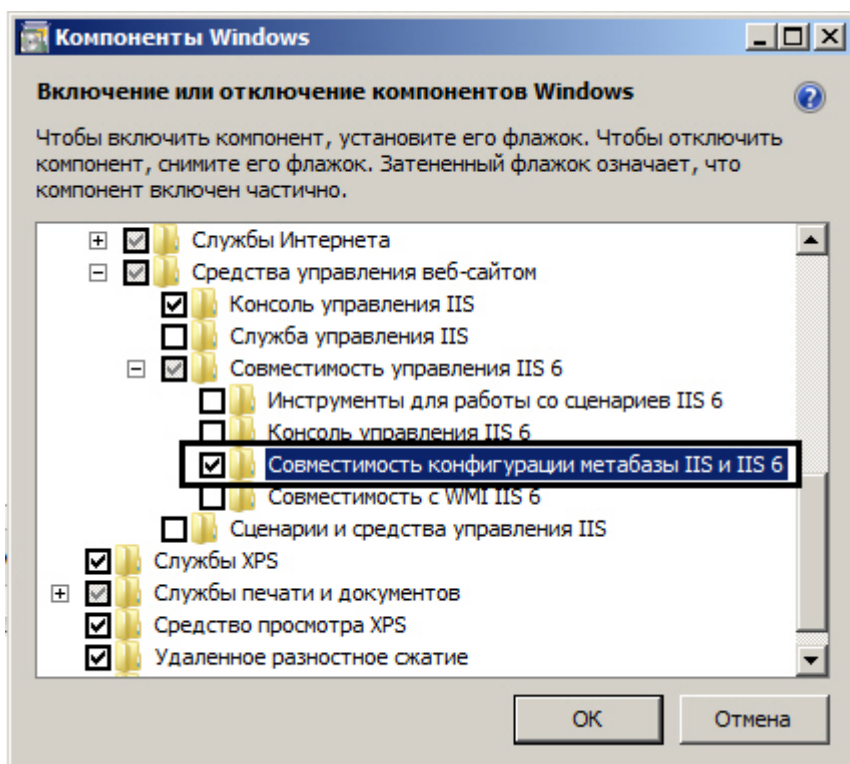 Компоненты Windows
Включение или отключение компонентов Windows
Чтобы включить компонент, установите его флажок. Чтобы отключить
компонент, снимите его флажок. Затененный флажок означает, что
компонент включен частично.
Службы Интернета
Средства управления веб-сайтом
Консоль управления IIS
Служба управления IIS
Совместимость управления IIS 6
Инструменты для работы со сценариев IIS 6
Консоль управления IIS 6
Совместимость конфигурации метабазы IIS и IIS 6
Совместимость с WMI IIS 6
Сценарии и средства управления IIS
Службы XPS
Службы печати и документов
Средство просмотра XPS
Удаленное разностное сжатие
ОК
Отмена